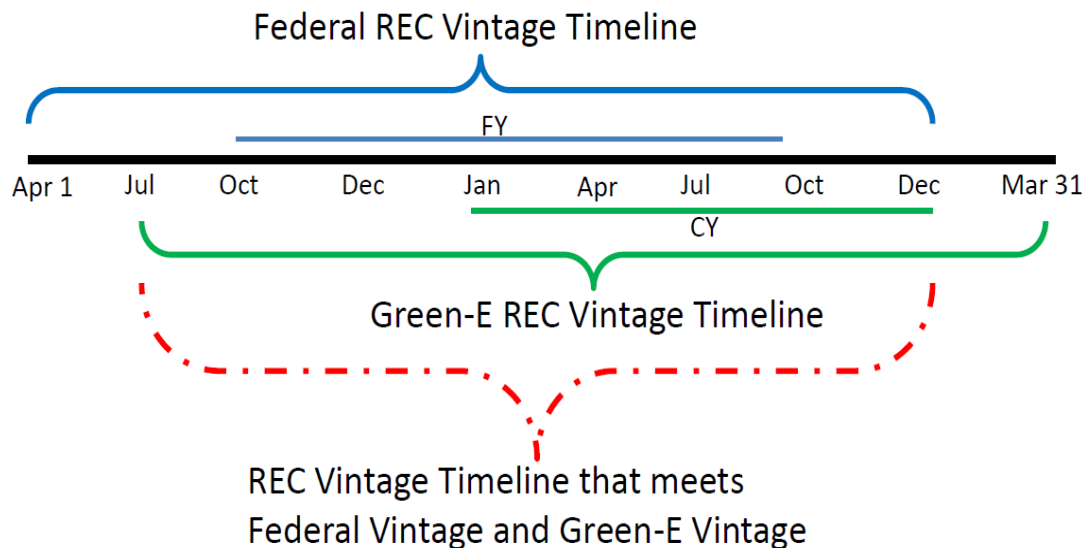 Federal REC Vintage Timeline
FY
Apr 1 Jul Oct Dec Jan Apr Jul Oct Dec Mar 31
CY
Green-E REC Vintage Timeline
REC Vintage Timeline that meets
Federal Vintage and Green-E Vintage